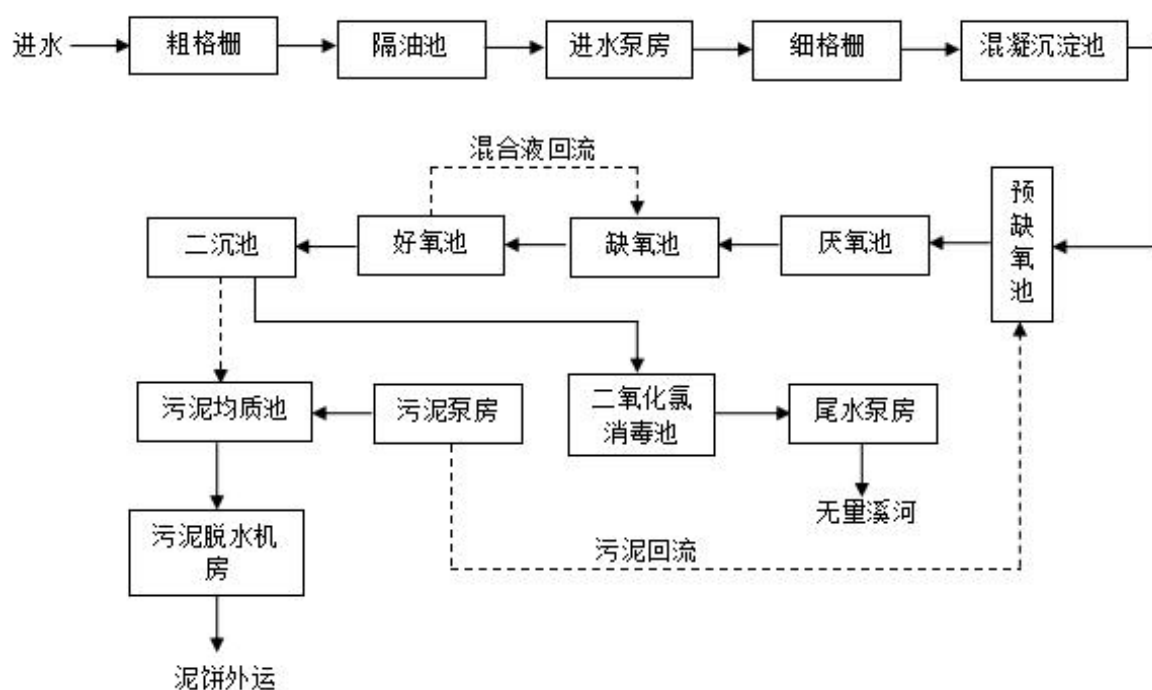 进水
粗格栅
隔油池
进水泵房
细格栅
混凝沉淀池
混合液回流
二沉池
好氧池
缺氧池
厌氧池
预
缺
氧
池
污泥均质池
污泥泵房
二氧化氯
消毒池
尾水泵房
无量溪河
污泥脱水机
房
污泥回流
泥饼外运